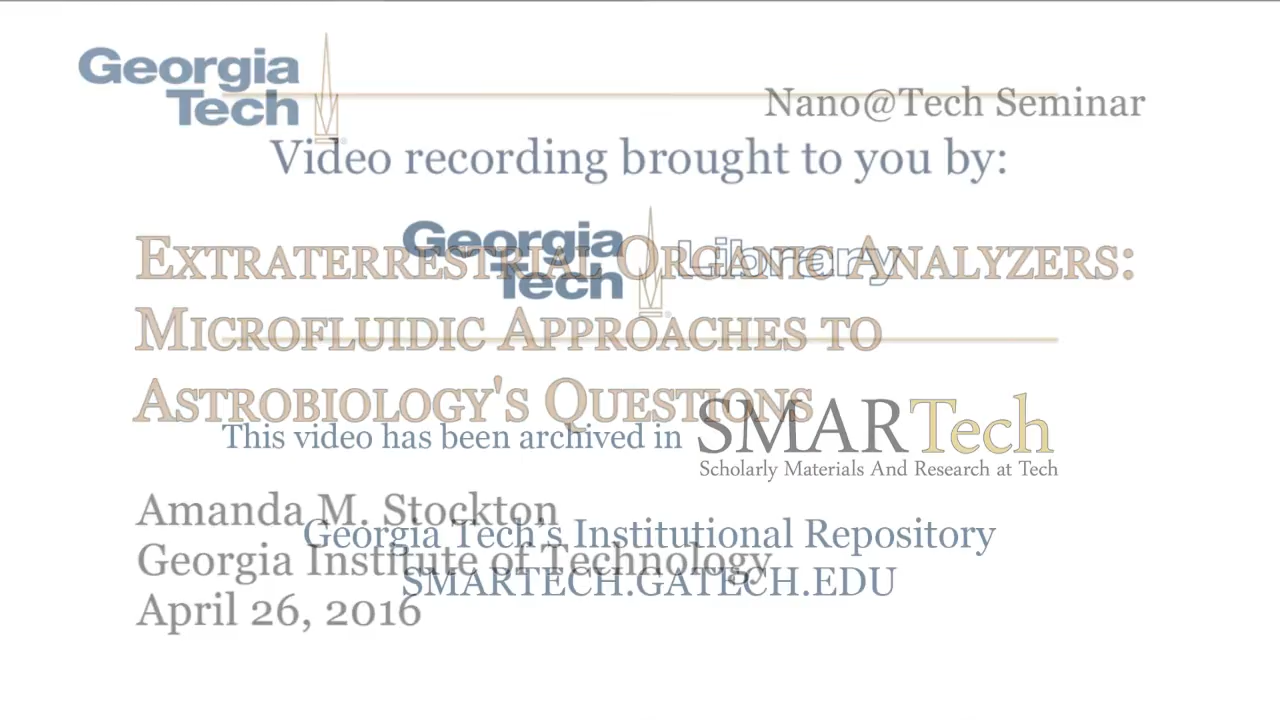 Georgia
Tech
Nano@Tech Seminar
Video recording brought to you by:
Georgia
Tech
Library
Extraterrestrial Organic Analyzers:
Microfluidic Approaches to
Astrobiology's Questions
This video has been archived in
SMARTech
Scholarly Materials And Research at Tech
Amanda M. Stockton
Georgia Tech's Institutional Repository
Georgia Institute of Technology
SMARTECH.GATECH.EDU
April 26, 2016